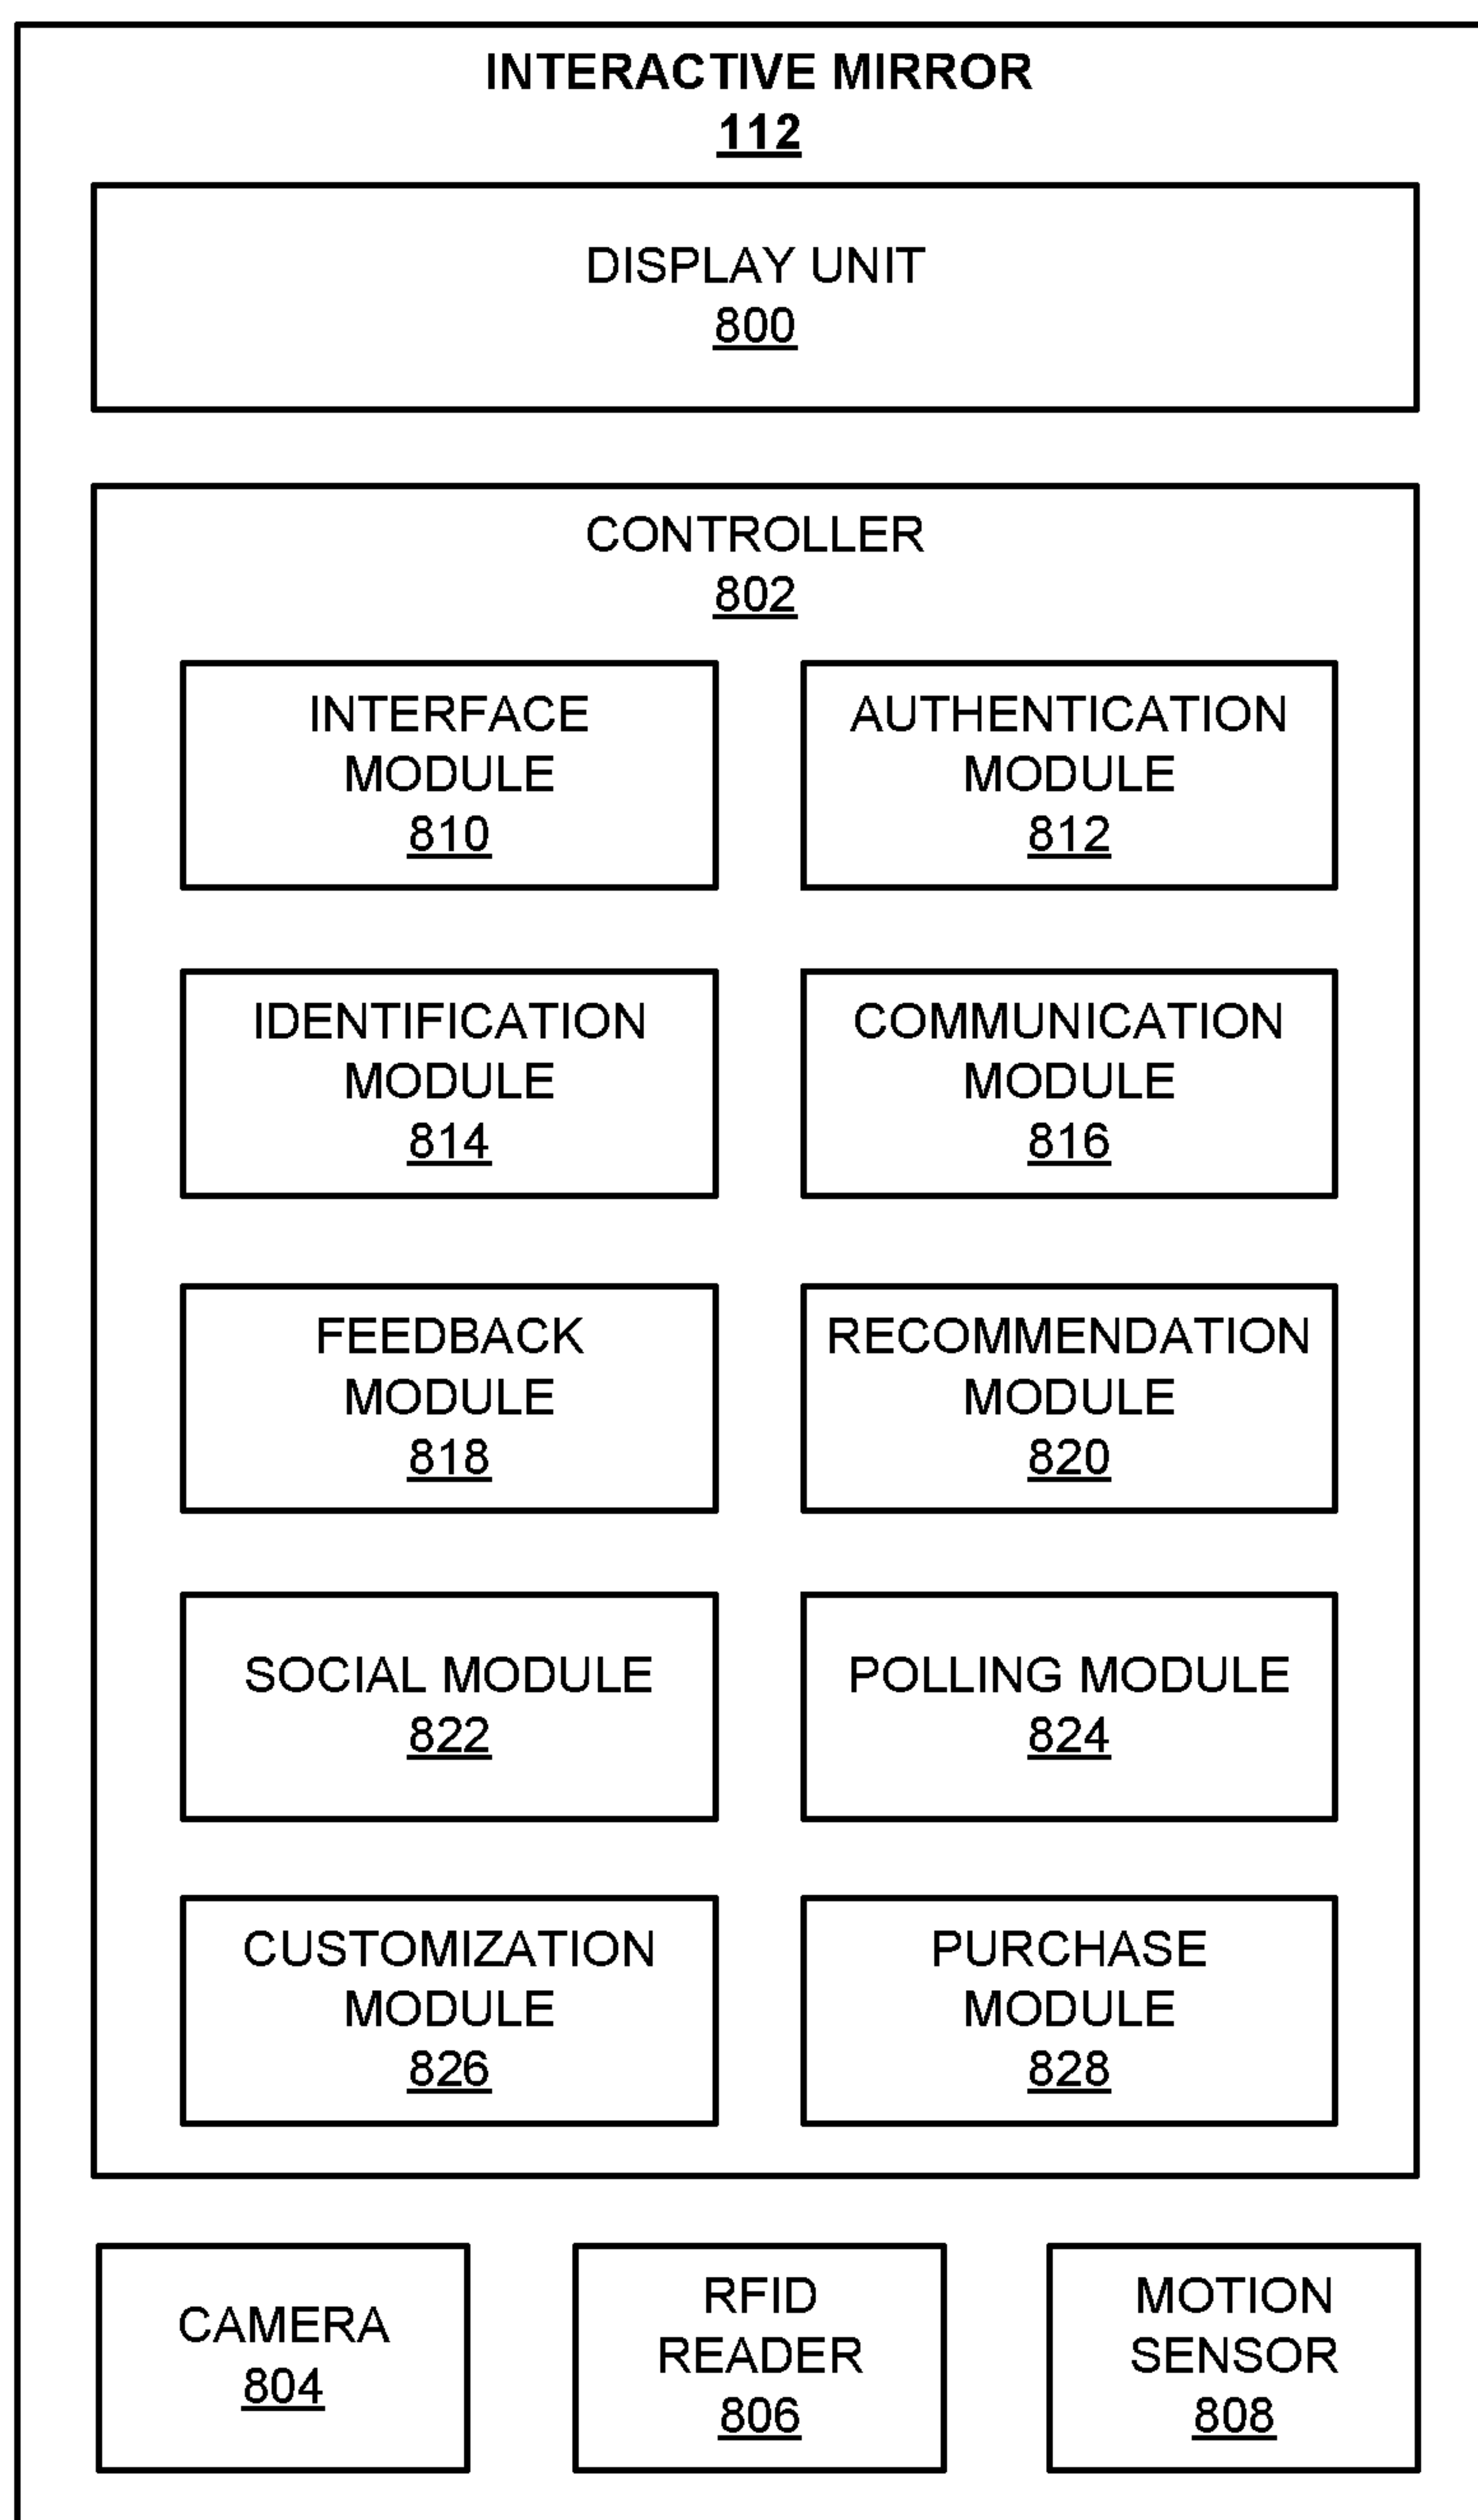 INTERACTIVE MIRROR
112
DISPLAY UNIT
800
CONTROLLER
802
INTERFACE
MODULE
810
AUTHENTICATION
MODULE
812
IDENTIFICATION
MODULE
814
COMMUNICATION
MODULE
816
FEEDBACK
MODULE
818
RECOMMENDATION
MODULE
820
SOCIAL MODULE
822
POLLING MODULE
824
CUSTOMIZATION
MODULE
826
PURCHASE
MODULE
828
CAMERA
804
RFID
READER
806
MOTION
SENSOR
808